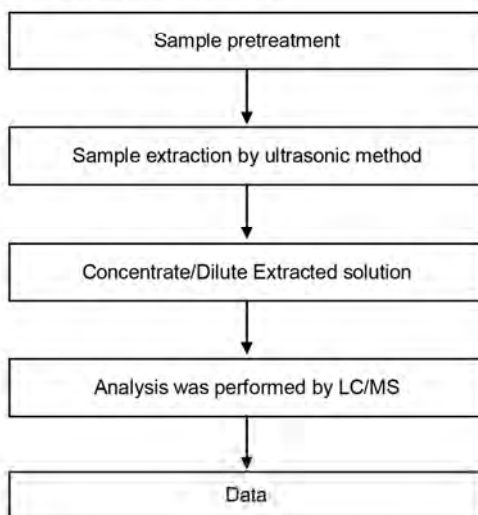 Sample pretreatment
Sample extraction by ultrasonic method
Concentrate/Dilute Extracted solution
Analysis was performed by LC/MS
Data